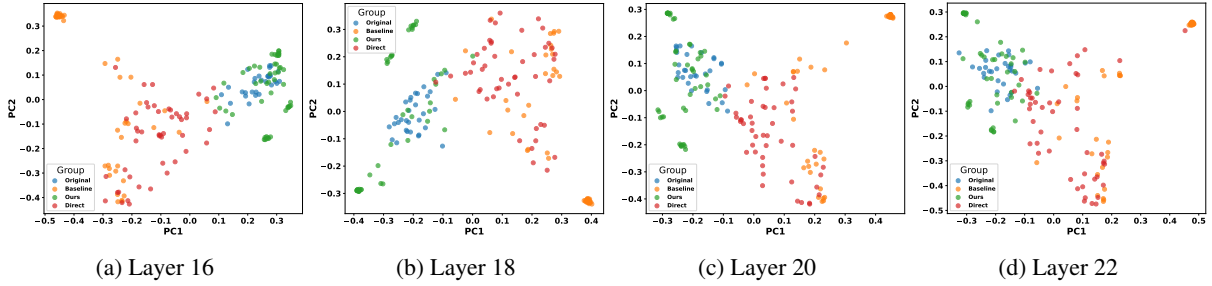 0.3
0.2
0.1
0.0
−0.1
−0.2
−0.3
−0.4
PC2
Group
Original
Baseline
Ours
Direct
−0.5 −0.4 −0.3 −0.2 −0.1 0.0 0.1 0.2 0.3
PC1
(a) Layer 16
0.3
0.2
0.1
0.0
−0.1
−0.2
−0.3
PC2
Group
Original
Baseline
Ours
Direct
−0.4 −0.3 −0.2 −0.1 0.0 0.1 0.2 0.3 0.4
PC1
(b) Layer 18
0.3
0.2
0.1
0.0
−0.1
−0.2
−0.3
−0.4
PC2
Group
Original
Baseline
Ours
Direct
−0.3 −0.2 −0.1 0.0 0.1 0.2 0.3 0.4
PC1
(c) Layer 20
0.3
0.2
0.1
0.0
−0.1
−0.2
−0.3
−0.4
−0.5
PC2
Group
Original
Baseline
Ours
Direct
−0.3 −0.2 −0.1 0.0 0.1 0.2 0.3 0.4 0.5
PC1
(d) Layer 22